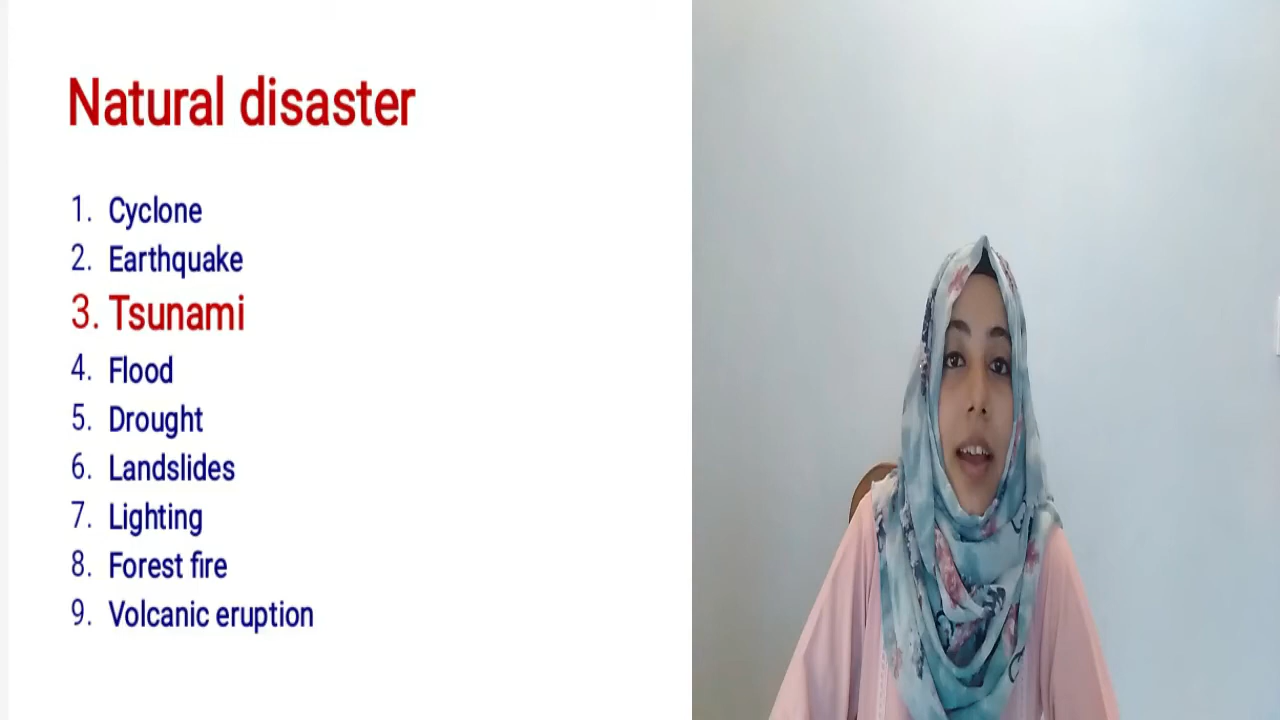 Natural disaster
1. Cyclone
2. Earthquake
3. Tsunami
4. Flood
5. Drought
6. Landslides
7. Lighting
8. Forest fire
9. Volcanic eruption